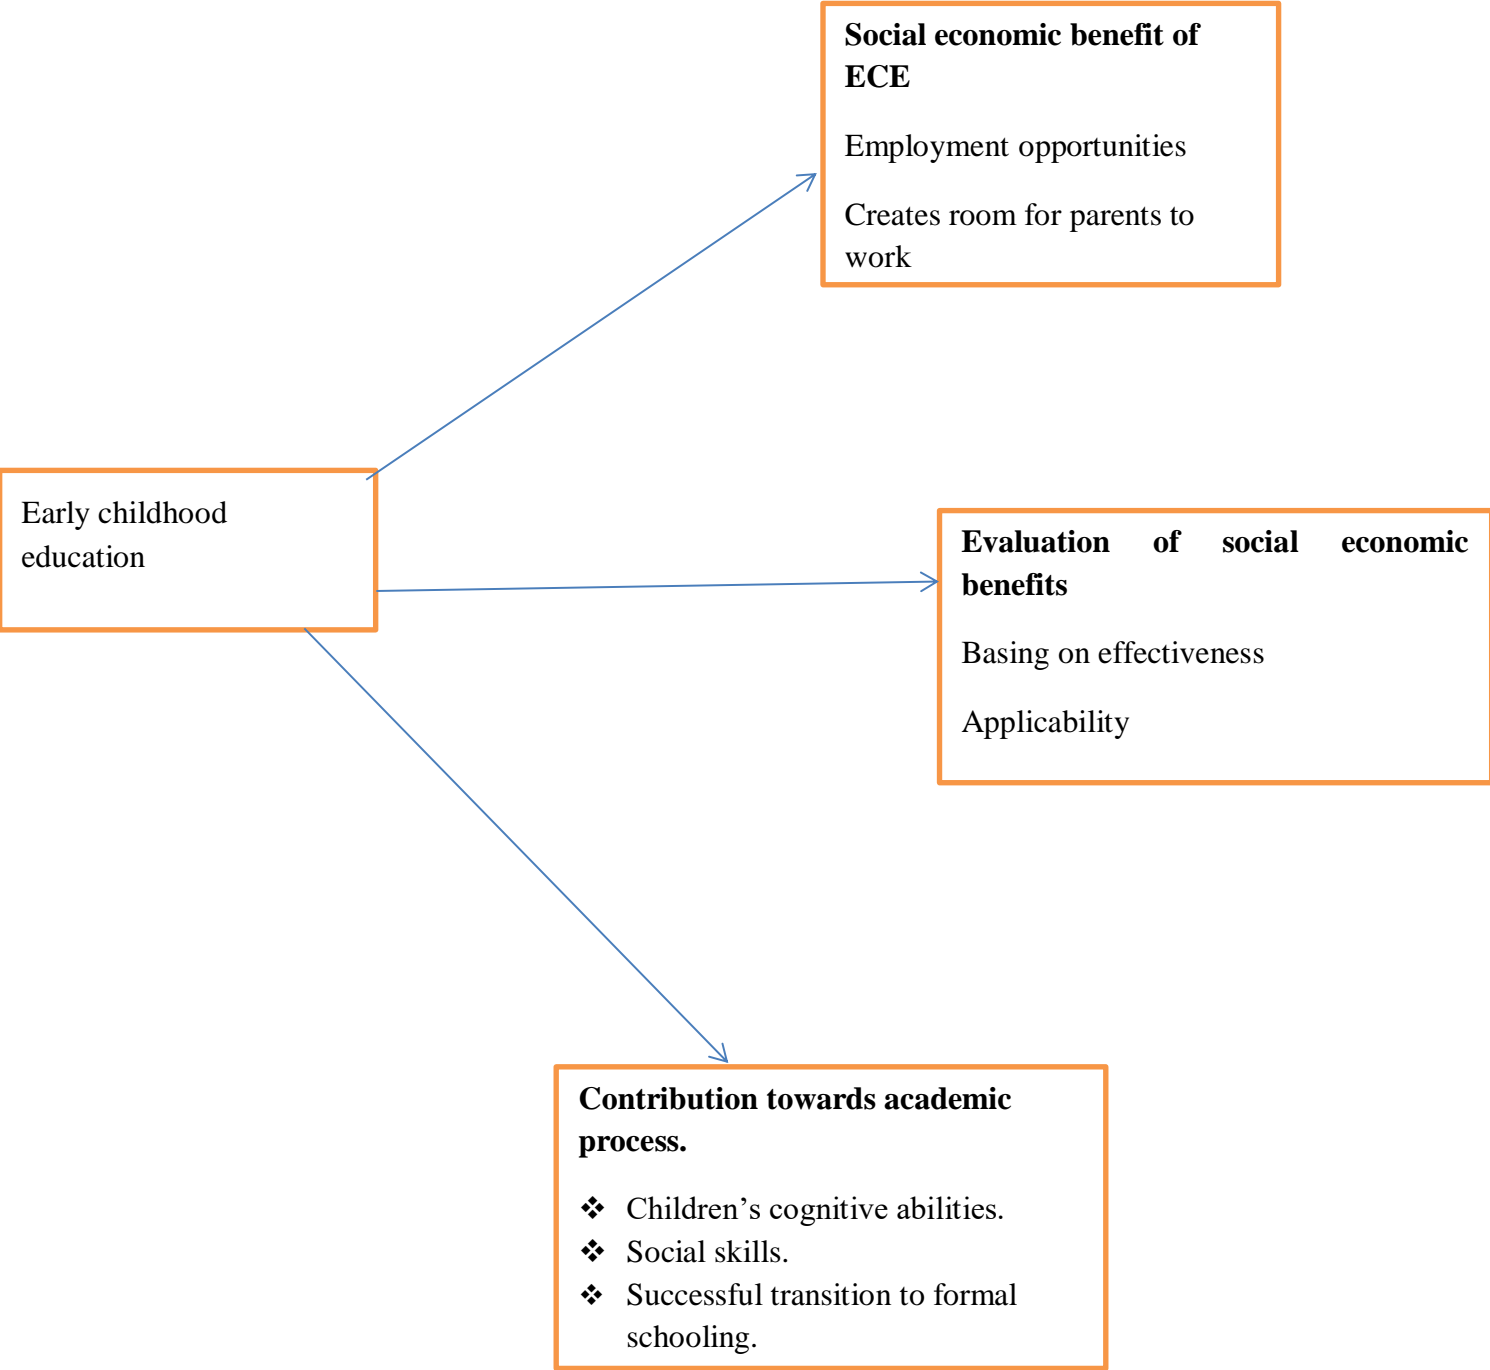 Social economic benefit of
ECE
Employment opportunities
Creates room for parents to
work
Early childhood
education
Evaluation of social economic
benefits
Basing on effectiveness
Applicability
Contribution towards academic
process.
❖ Children’s cognitive abilities.
❖ Social skills.
❖ Successful transition to formal
schooling.